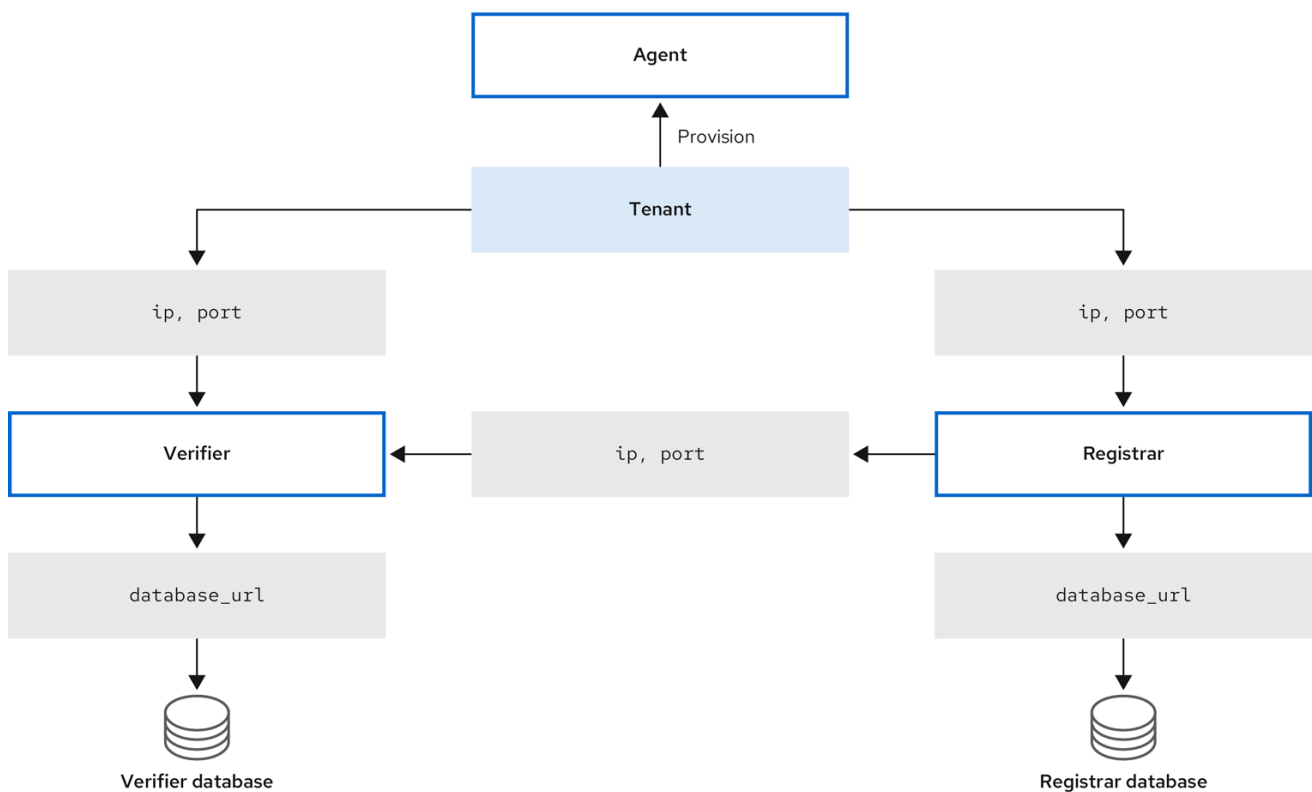 Agent
Provision
Tenant
ip, port
ip, port
Verifier
ip, port
Registrar
database_url
database_url
Verifier database
Registrar database